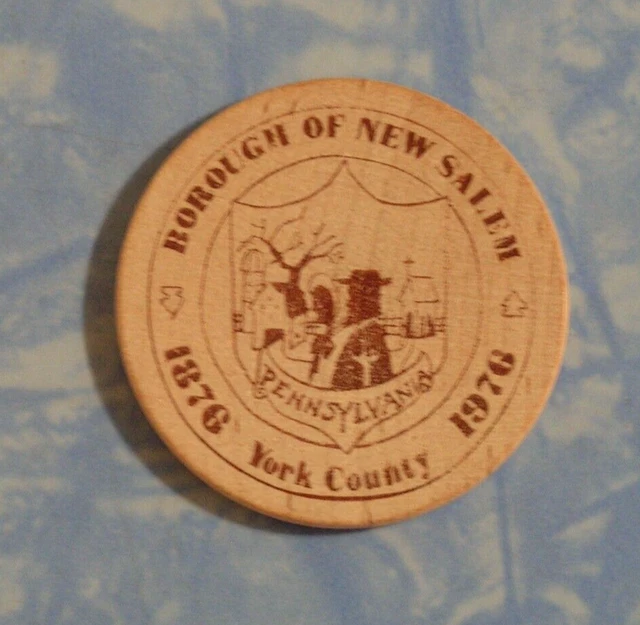 BOROUGH OF NEW SALEM
1876
1976
PENNSYLVANIA
York County